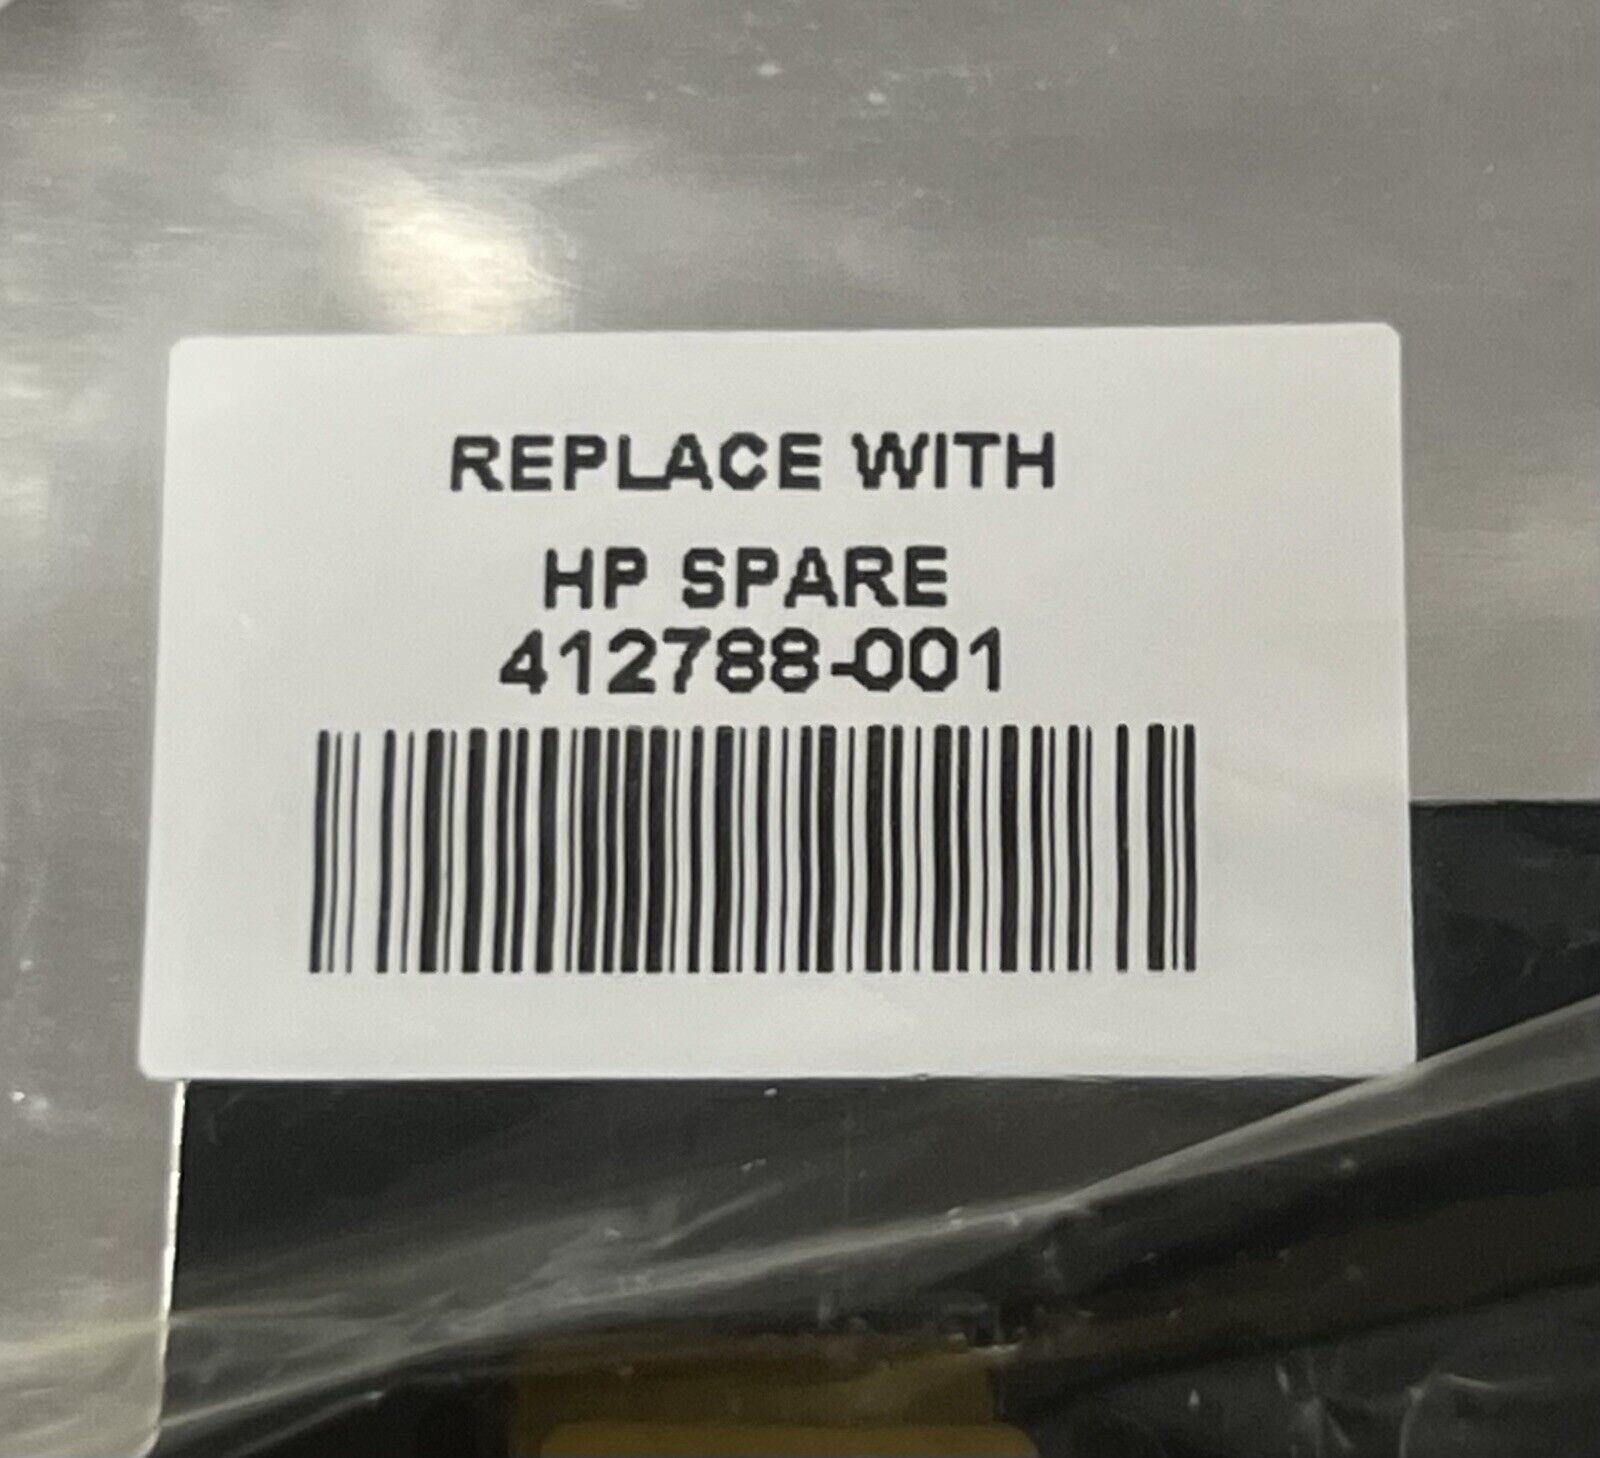 REPLACE WITH
HP SPARE
412788-001